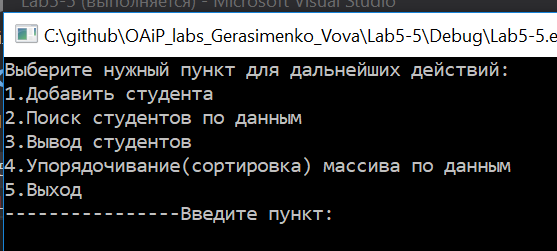 Lab5-5 (выполняется) - Microsoft Visual Studio
C:\github\OAiP_labs_Gerasimenko_Vova\Lab5-5\Debug\Lab5-5.e
Выберите нужный пункт для дальнейших действий:
1.Добавить студента
2.Поиск студентов по данным
3.Вывод студентов
4.Упорядочивание(сортировка) массива по данным
5.Выход
----------------Введите пункт: